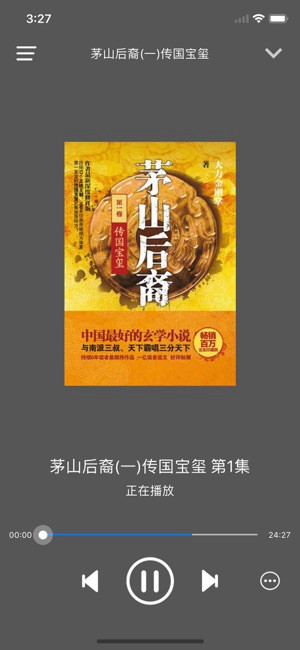 3:27
茅山后裔(一)传国宝玺
大力金刚掌 著
茅山后裔
第一卷
传国宝玺
中国最好的玄学小说
与南派三叔、天下霸唱三分天下
畅销
百万
茅山后裔(一)传国宝玺 第1集
正在播放
00:00
24:27